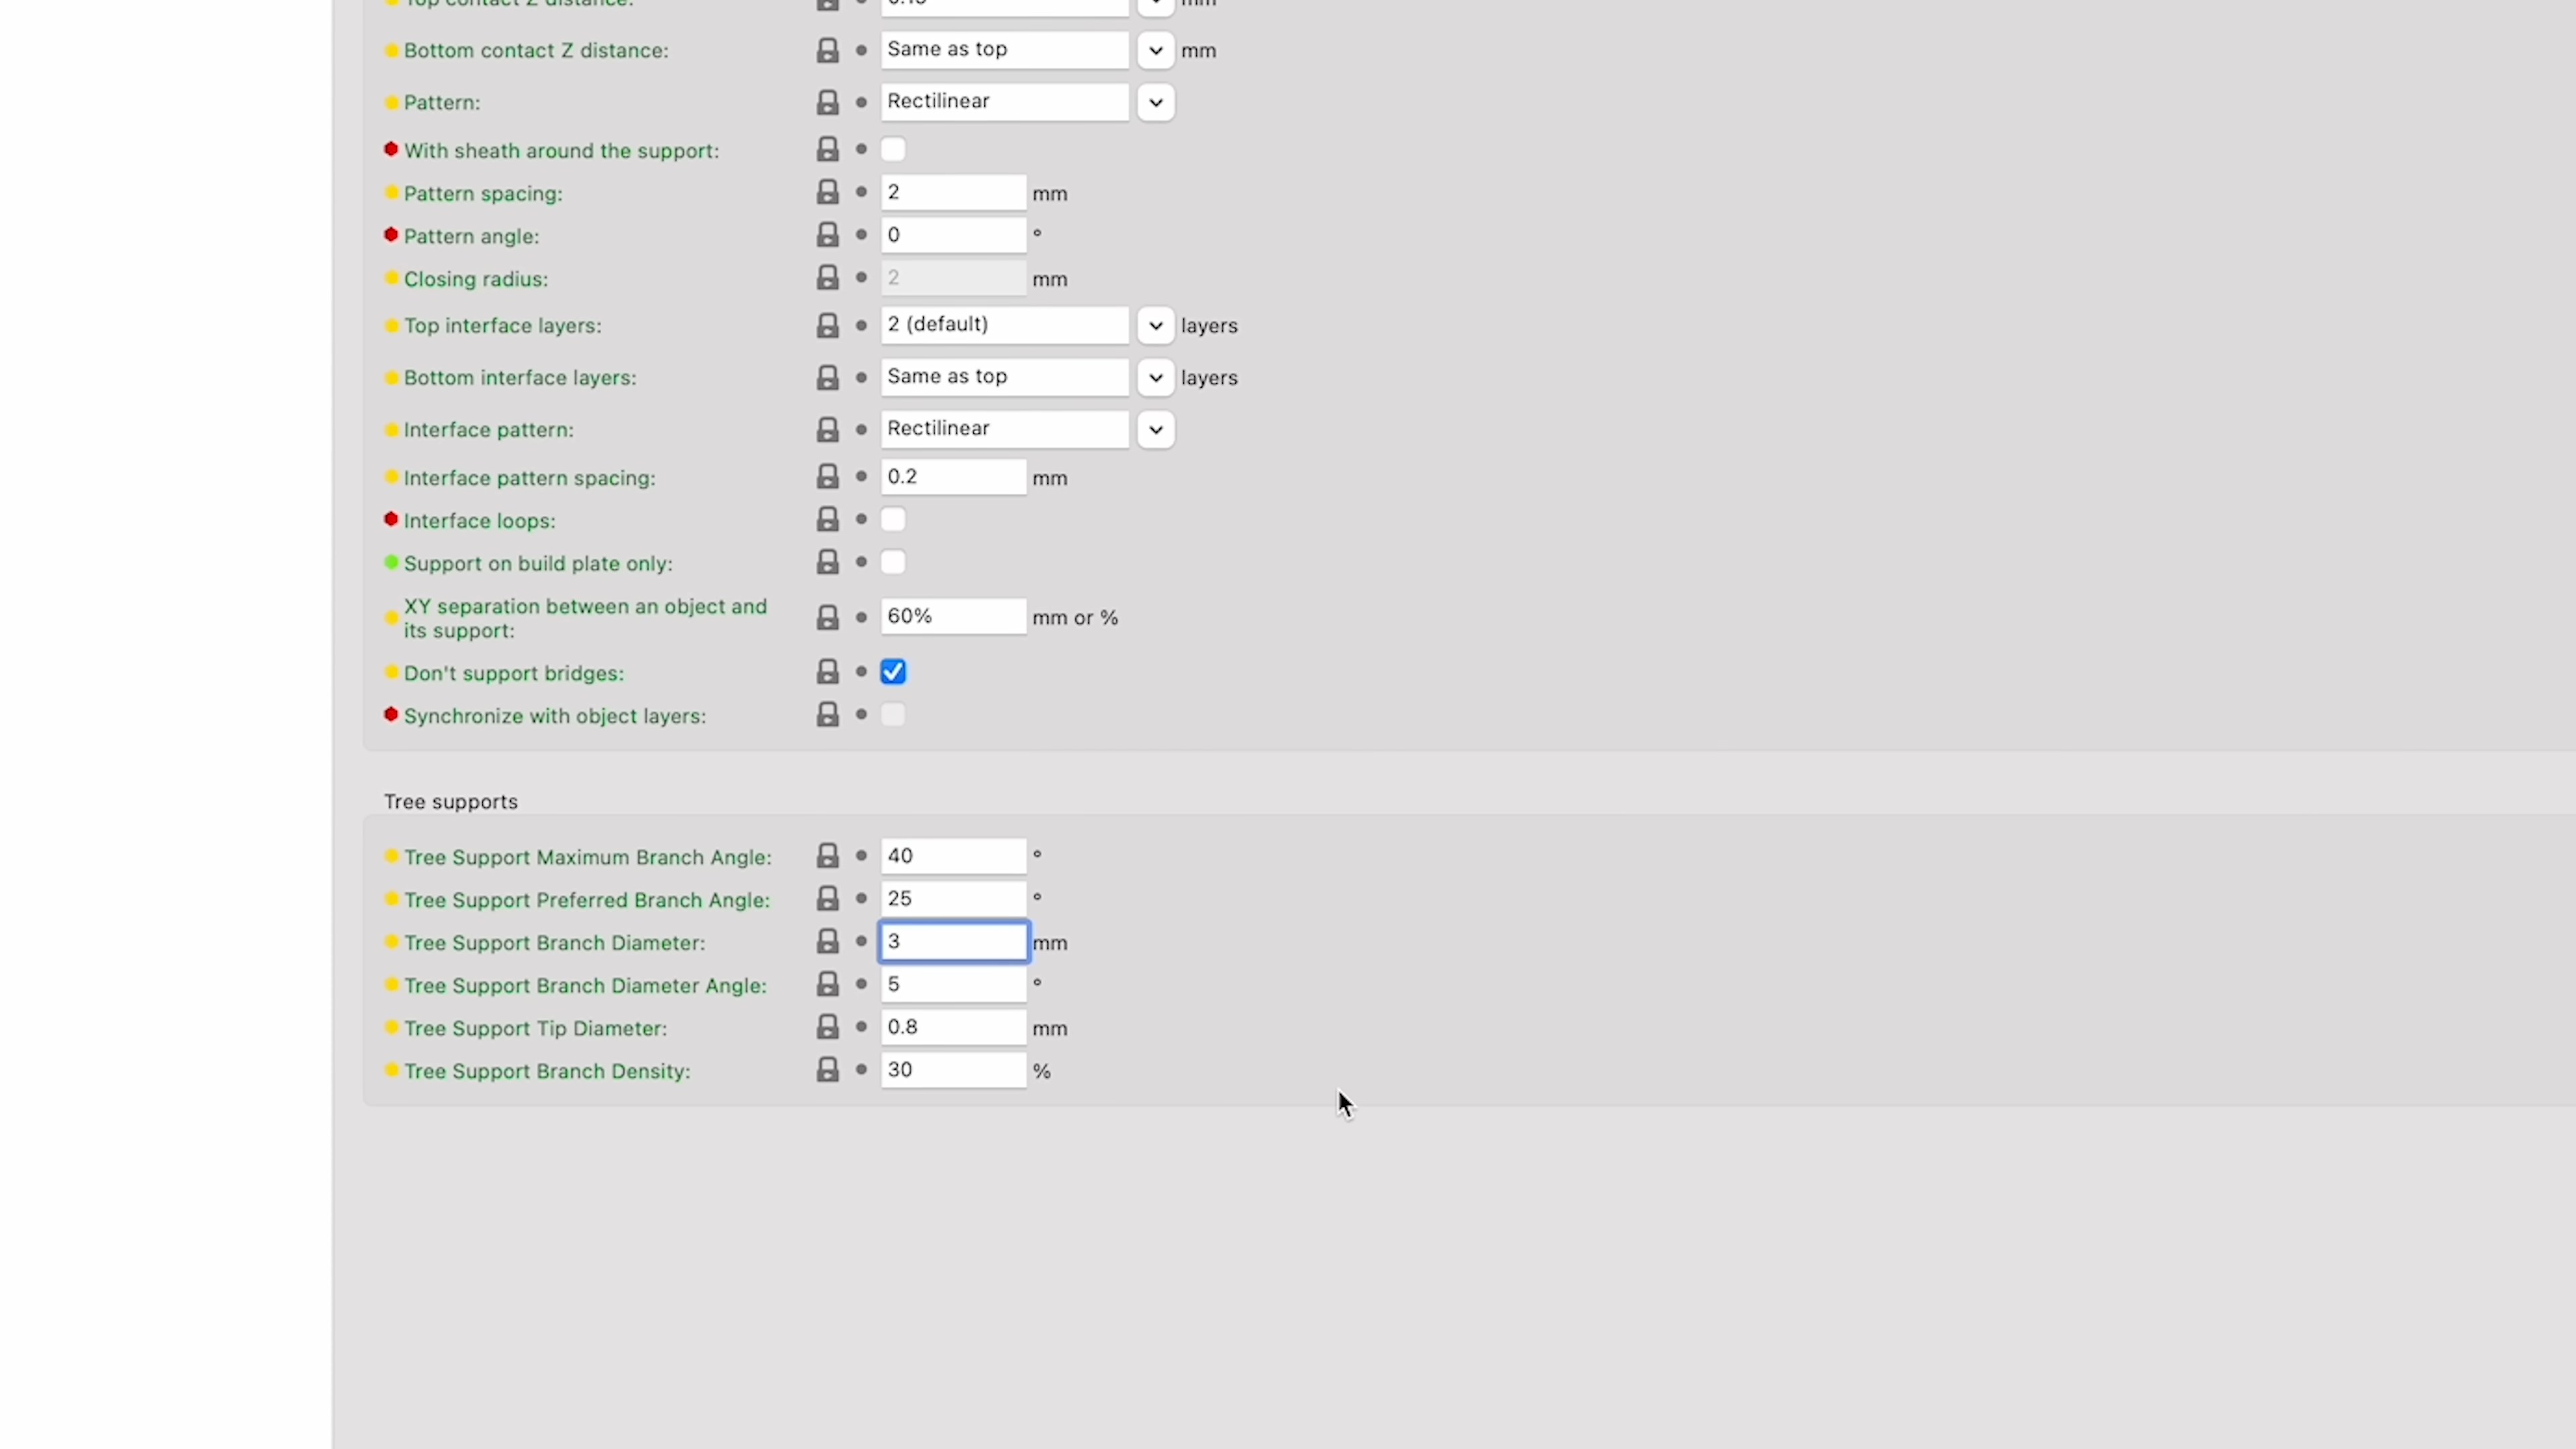 Top contact Z distance: mm
Bottom contact Z distance: Same as top mm
Pattern: Rectilinear
With sheath around the support:
Pattern spacing: 2 mm
Pattern angle: 0 °
Closing radius: 2 mm
Top interface layers: 2 (default) layers
Bottom interface layers: Same as top layers
Interface pattern: Rectilinear
Interface pattern spacing: 0.2 mm
Interface loops:
Support on build plate only:
XY separation between an object and
its support: 60% mm or %
Don't support bridges:
Synchronize with object layers:
Tree supports
Tree Support Maximum Branch Angle: 40 °
Tree Support Preferred Branch Angle: 25 °
Tree Support Branch Diameter: 3 mm
Tree Support Branch Diameter Angle: 5 °
Tree Support Tip Diameter: 0.8 mm
Tree Support Branch Density: 30 %